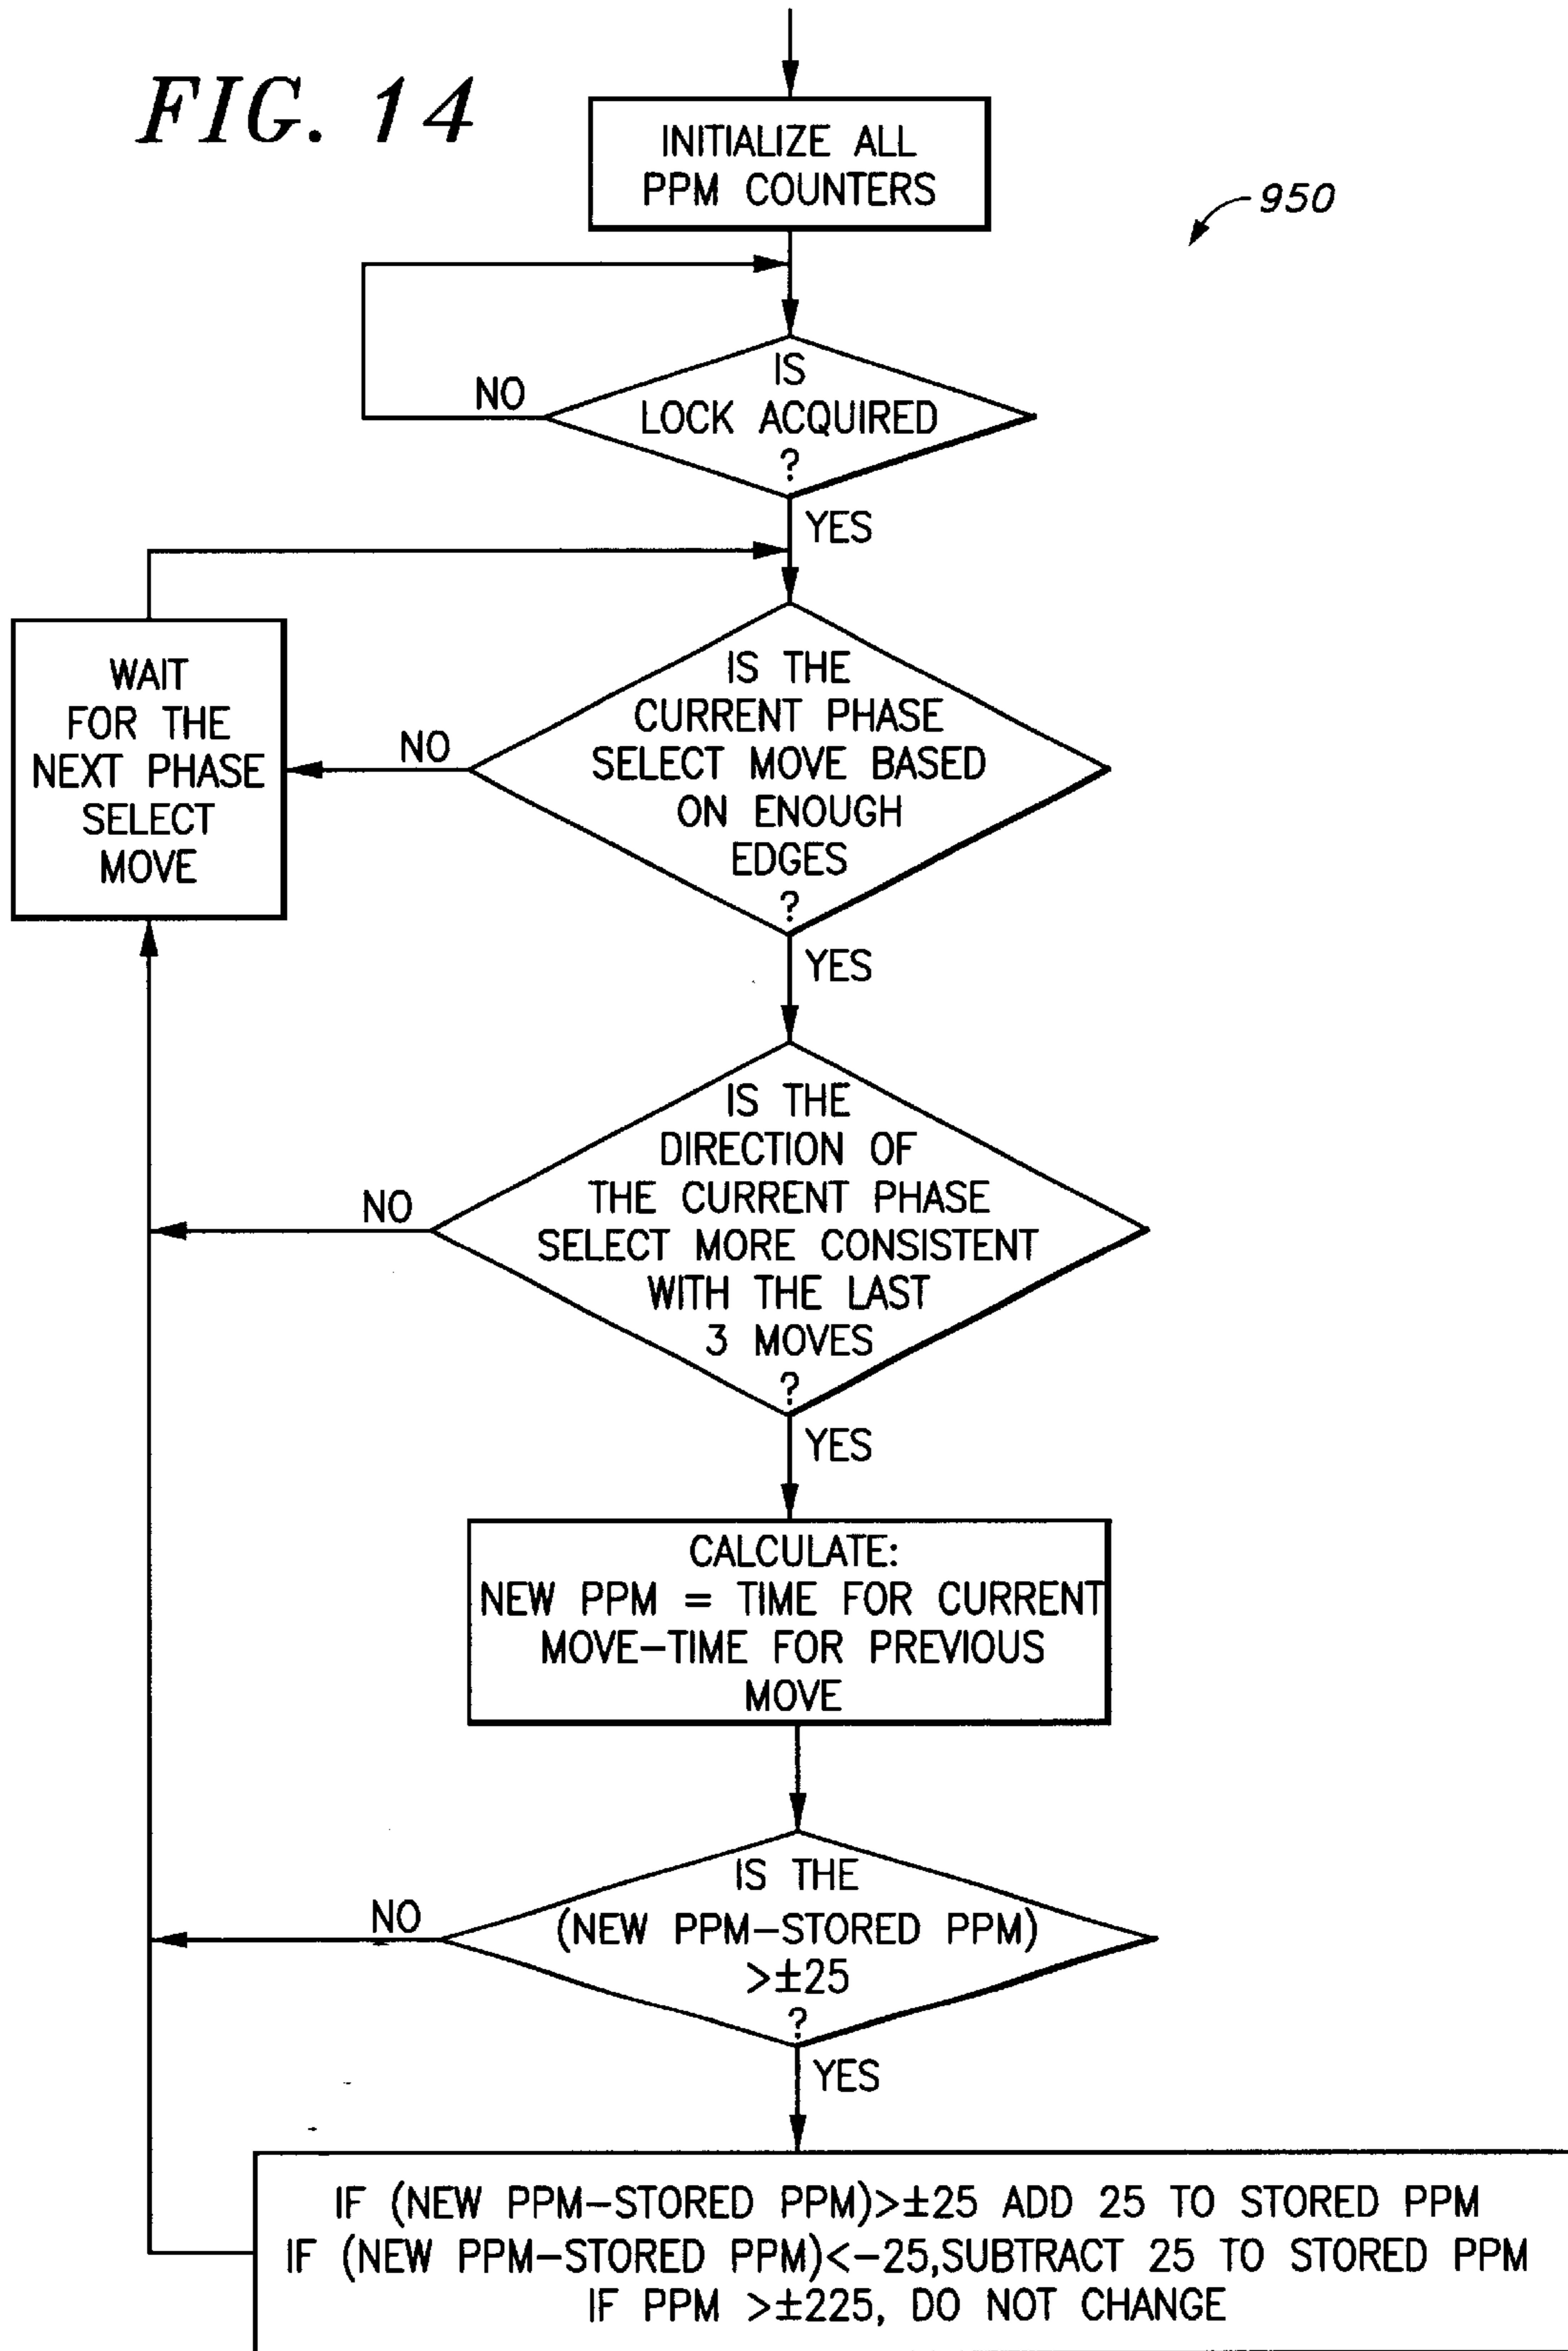 FIG. 14
INITIALIZE ALL
PPM COUNTERS
950
IS
LOCK ACQUIRED
?
NO
YES
WAIT
FOR THE
NEXT PHASE
SELECT
MOVE
NO
IS THE
CURRENT PHASE
SELECT MOVE BASED
ON ENOUGH
EDGES
?
YES
NO
IS THE
DIRECTION OF
THE CURRENT PHASE
SELECT MORE CONSISTENT
WITH THE LAST
3 MOVES
?
YES
CALCULATE:
NEW PPM = TIME FOR CURRENT
MOVE-TIME FOR PREVIOUS
MOVE
NO
IS THE
(NEW PPM-STORED PPM)
>±25
?
YES
IF (NEW PPM-STORED PPM)>±25 ADD 25 TO STORED PPM
IF (NEW PPM-STORED PPM)<-25,SUBTRACT 25 TO STORED PPM
IF PPM >±225, DO NOT CHANGE